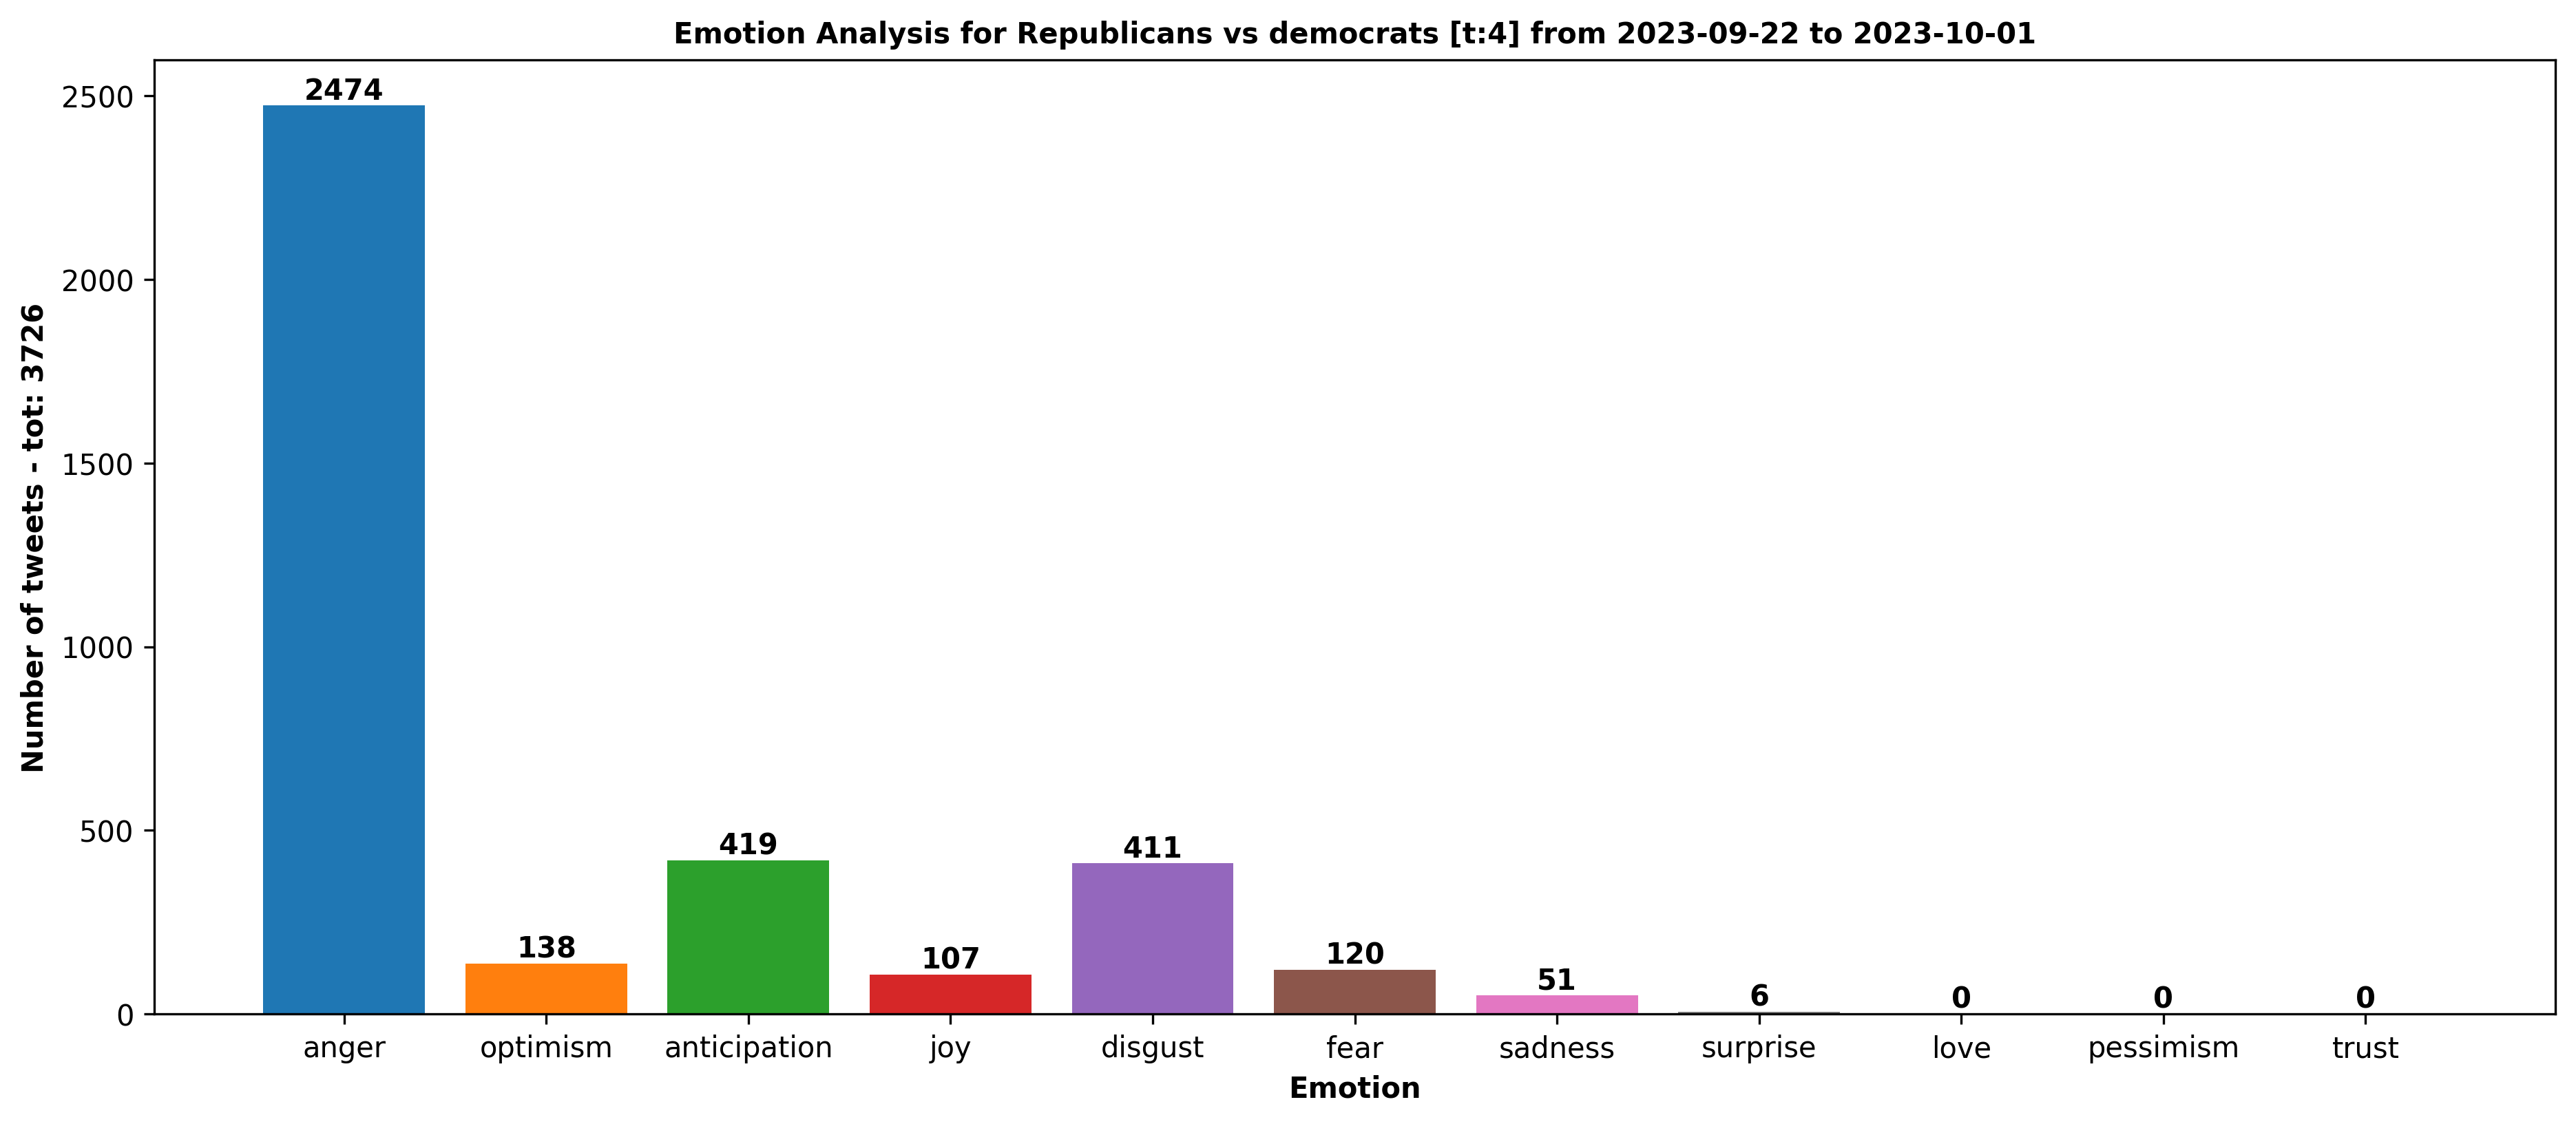 Emotion Analysis for Republicans vs democrats [t:4] from 2023-09-22 to 2023-10-01
Number of tweets - tot: 3726
2500
2000
1500
1000
500
0
2474
138
419
107
411
120
51
6
0
0
0
anger
optimism
anticipation
joy
disgust
fear
sadness
surprise
love
pessimism
trust
Emotion